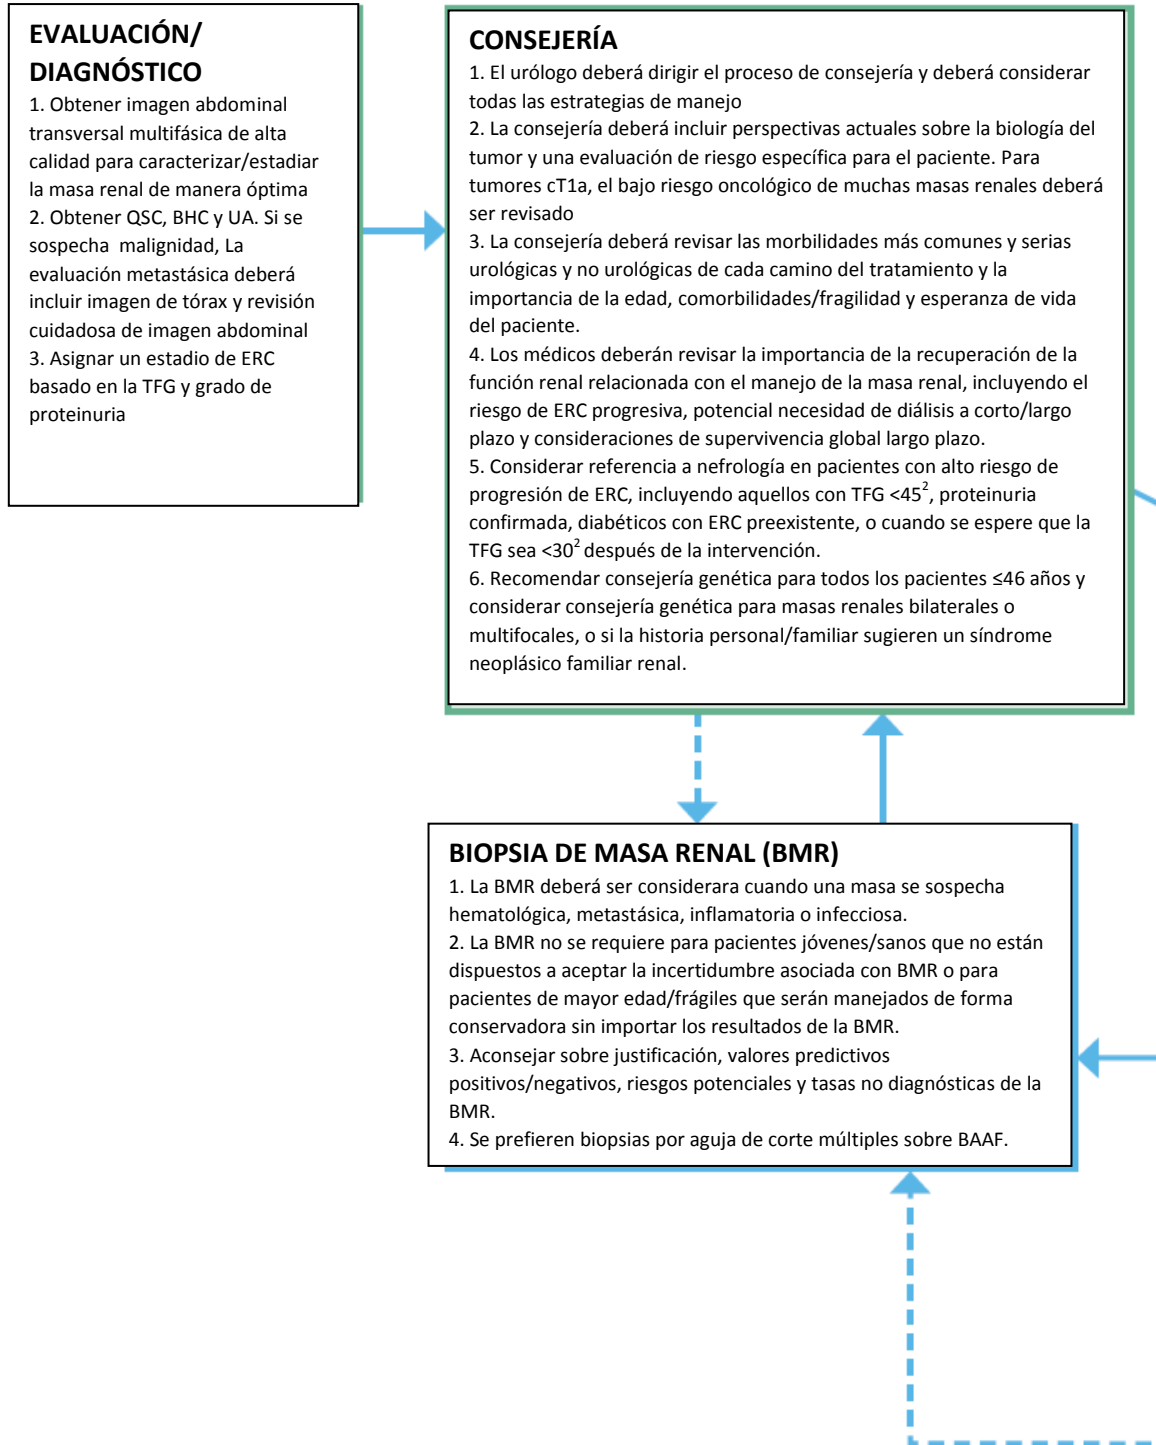 EVALUACIÓN/
DIAGNÓSTICO
1. Obtener imagen abdominal
transversal multifásica de alta
calidad para caracterizar/estadiar
la masa renal de manera óptima
2. Obtener QSC, BHC y UA. Si se
sospecha malignidad, La
evaluación metastásica deberá
incluir imagen de tórax y revisión
cuidadosa de imagen abdominal
3. Asignar un estadio de ERC
basado en la TFG y grado de
proteinuria
CONSEJERÍA
1. El urólogo deberá dirigir el proceso de consejería y deberá considerar
todas las estrategias de manejo
2. La consejería deberá incluir perspectivas actuales sobre la biología del
tumor y una evaluación de riesgo específica para el paciente. Para
tumores cT1a, el bajo riesgo oncológico de muchas masas renales deberá
ser revisado
3. La consejería deberá revisar las morbilidades más comunes y serias
urológicas y no urológicas de cada camino del tratamiento y la
importancia de la edad, comorbilidades/fragilidad y esperanza de vida
del paciente.
4. Los médicos deberán revisar la importancia de la recuperación de la
función renal relacionada con el manejo de la masa renal, incluyendo el
riesgo de ERC progresiva, potencial necesidad de diálisis a corto/largo
plazo y consideraciones de supervivencia global largo plazo.
5. Considerar referencia a nefrología en pacientes con alto riesgo de
progresión de ERC, incluyendo aquellos con TFG <45², proteinuria
confirmada, diabéticos con ERC preexistente, o cuando se espere que la
TFG sea <30² después de la intervención.
6. Recomendar consejería genética para todos los pacientes ≤46 años y
considerar consejería genética para masas renales bilaterales o
multifocales, o si la historia personal/familiar sugieren un síndrome
neoplásico familiar renal.
BIOPSIA DE MASA RENAL (BMR)
1. La BMR deberá ser considerara cuando una masa se sospecha
hematológica, metastásica, inflamatoria o infecciosa.
2. La BMR no se requiere para pacientes jóvenes/sanos que no están
dispuestos a aceptar la incertidumbre asociada con BMR o para
pacientes de mayor edad/frágiles que serán manejados de forma
conservadora sin importar los resultados de la BMR.
3. Aconsejar sobre justificación, valores predictivos
positivos/negativos, riesgos potenciales y tasas no diagnósticas de la
BMR.
4. Se prefieren biopsias por aguja de corte múltiples sobre BAAF.